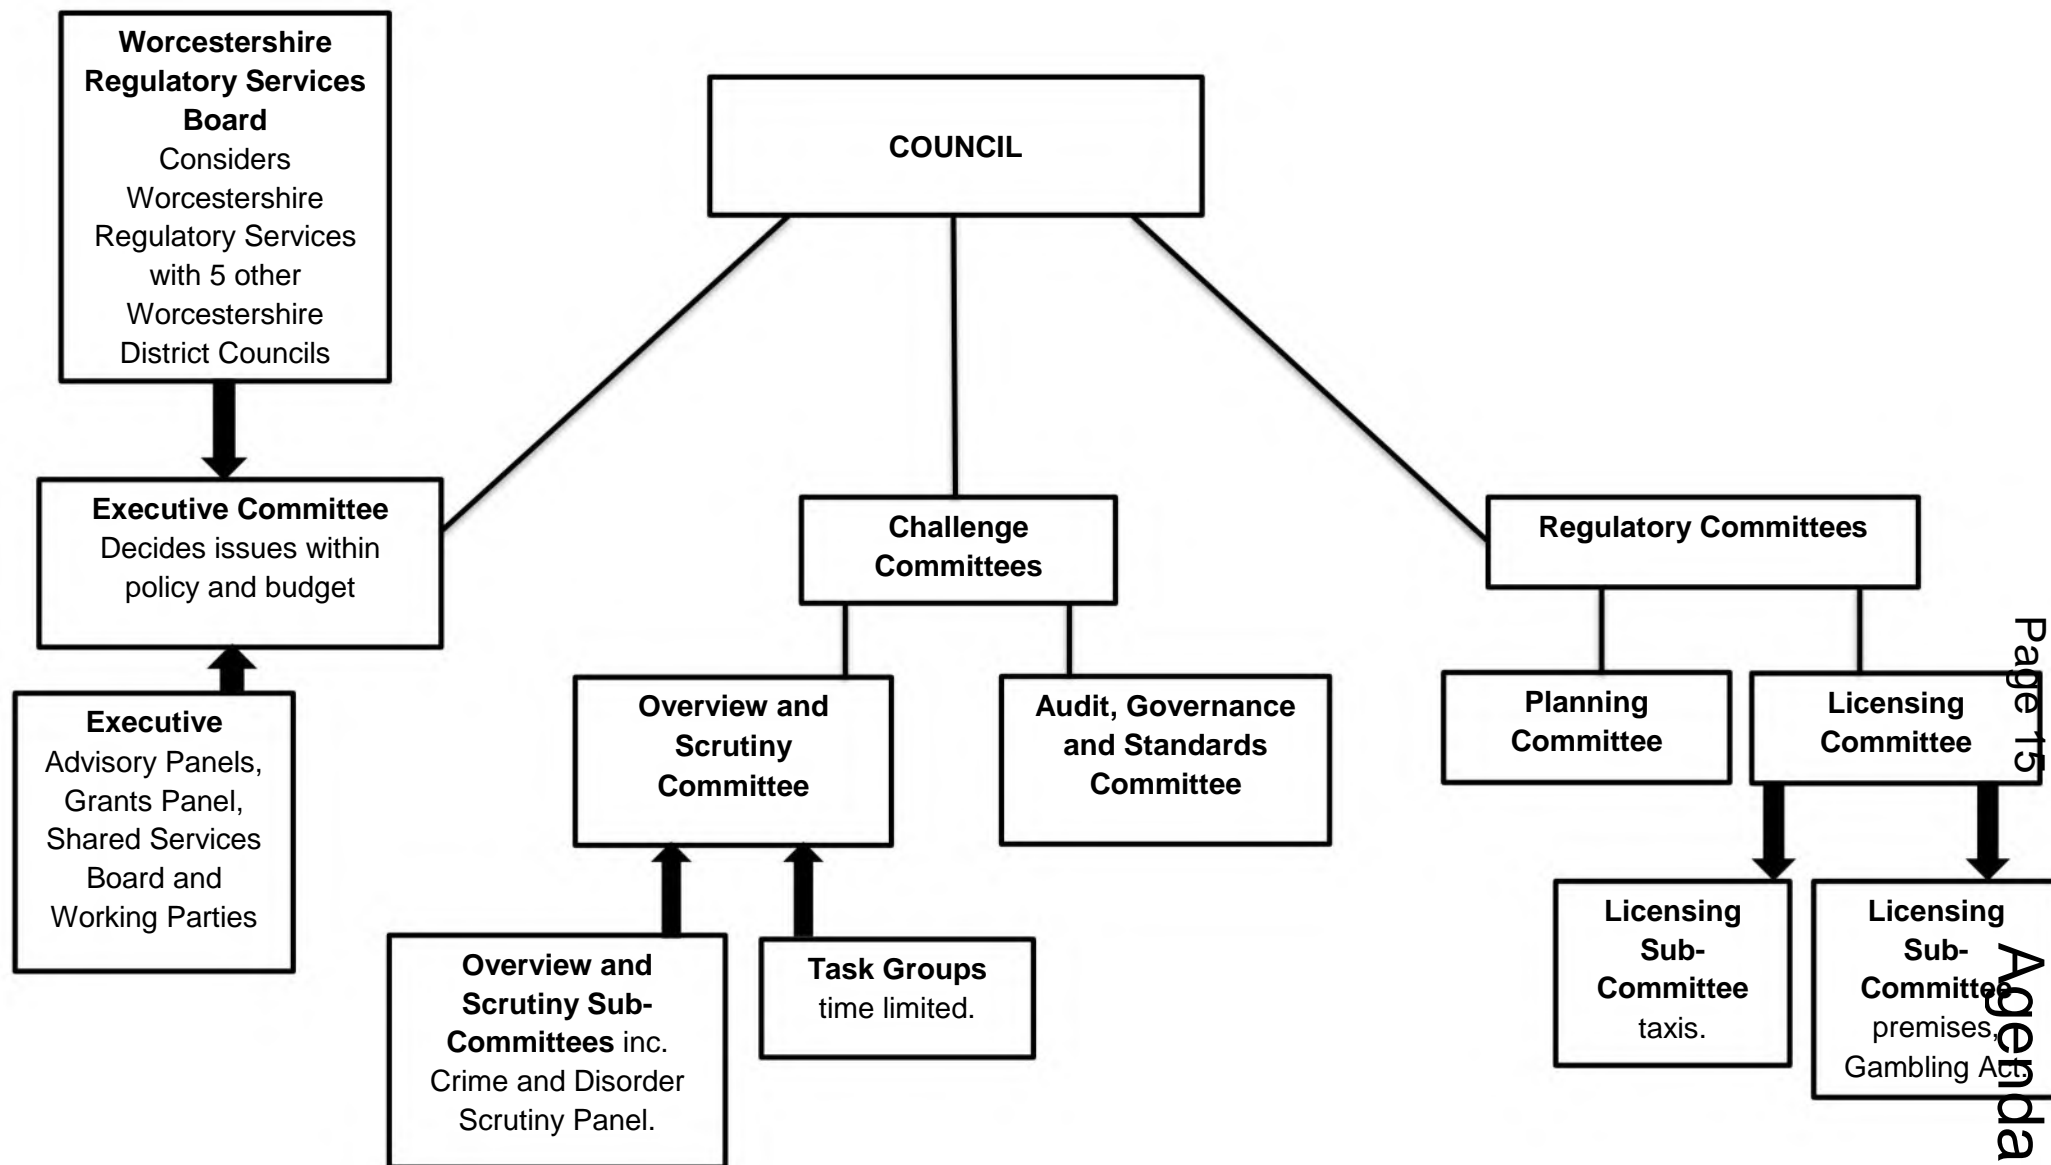 Worcestershire
Regulatory Services
Board
Considers
Worcestershire
Regulatory Services
with 5 other
Worcestershire
District Councils
COUNCIL
Executive Committee
Decides issues within
policy and budget
Challenge
Committees
Regulatory Committees
Executive
Advisory Panels,
Grants Panel,
Shared Services
Board and
Working Parties
Overview and
Scrutiny
Committee
Audit, Governance
and Standards
Committee
Planning
Committee
Licensing
Committee
Overview and
Scrutiny Sub-
Committees inc.
Crime and Disorder
Scrutiny Panel.
Task Groups
time limited.
Licensing
Sub-
Committee
taxis.
Licensing
Sub-
Committee
premises,
Gambling Act.
Page 15
Agenda